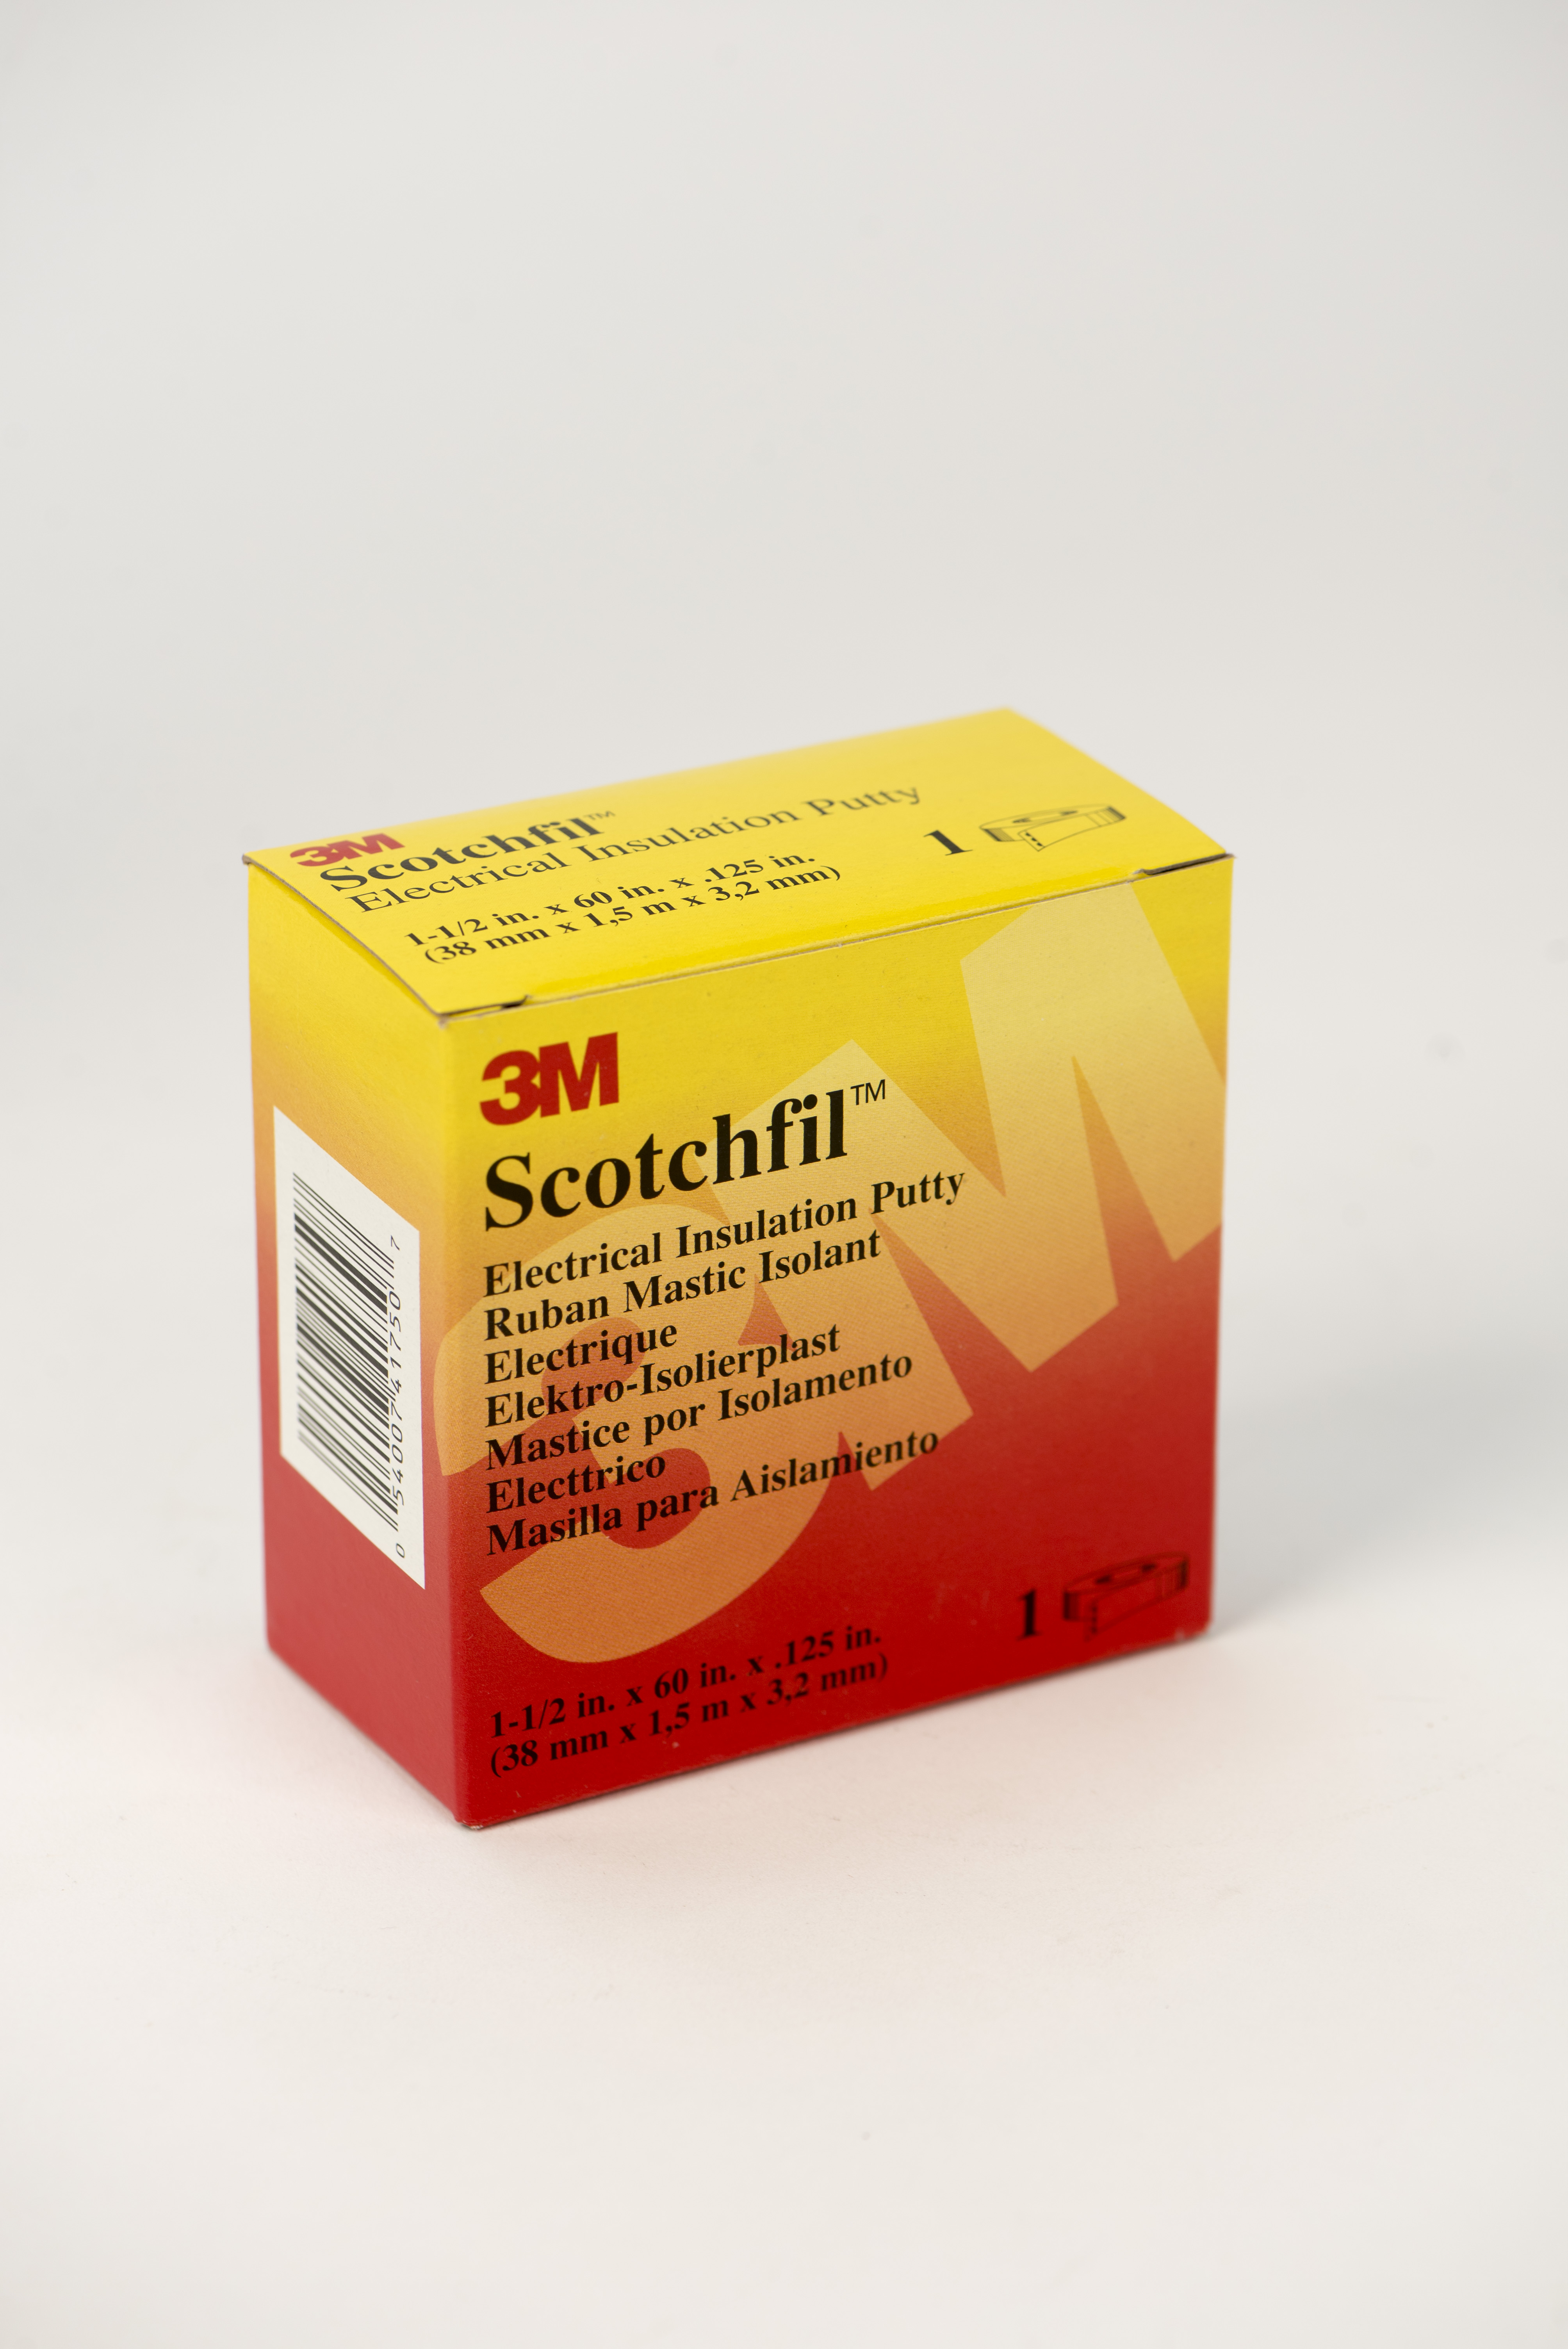 3M
Scotchfil™
Electrical Insulation Putty
1-1/2 in. x 60 in. x .125 in.
(38 mm x 1,5 m x 3,2 mm)
1
3M
Scotchfil™
Electrical Insulation Putty
Ruban Mastic Isolant
Electrique
Elektro-Isolierplast
Mastice por Isolamento
Electtrico
Masilla para Aislamiento
1-1/2 in. x 60 in. x .125 in.
(38 mm x 1,5 m x 3,2 mm)
1
3M
0 54007 41750 7